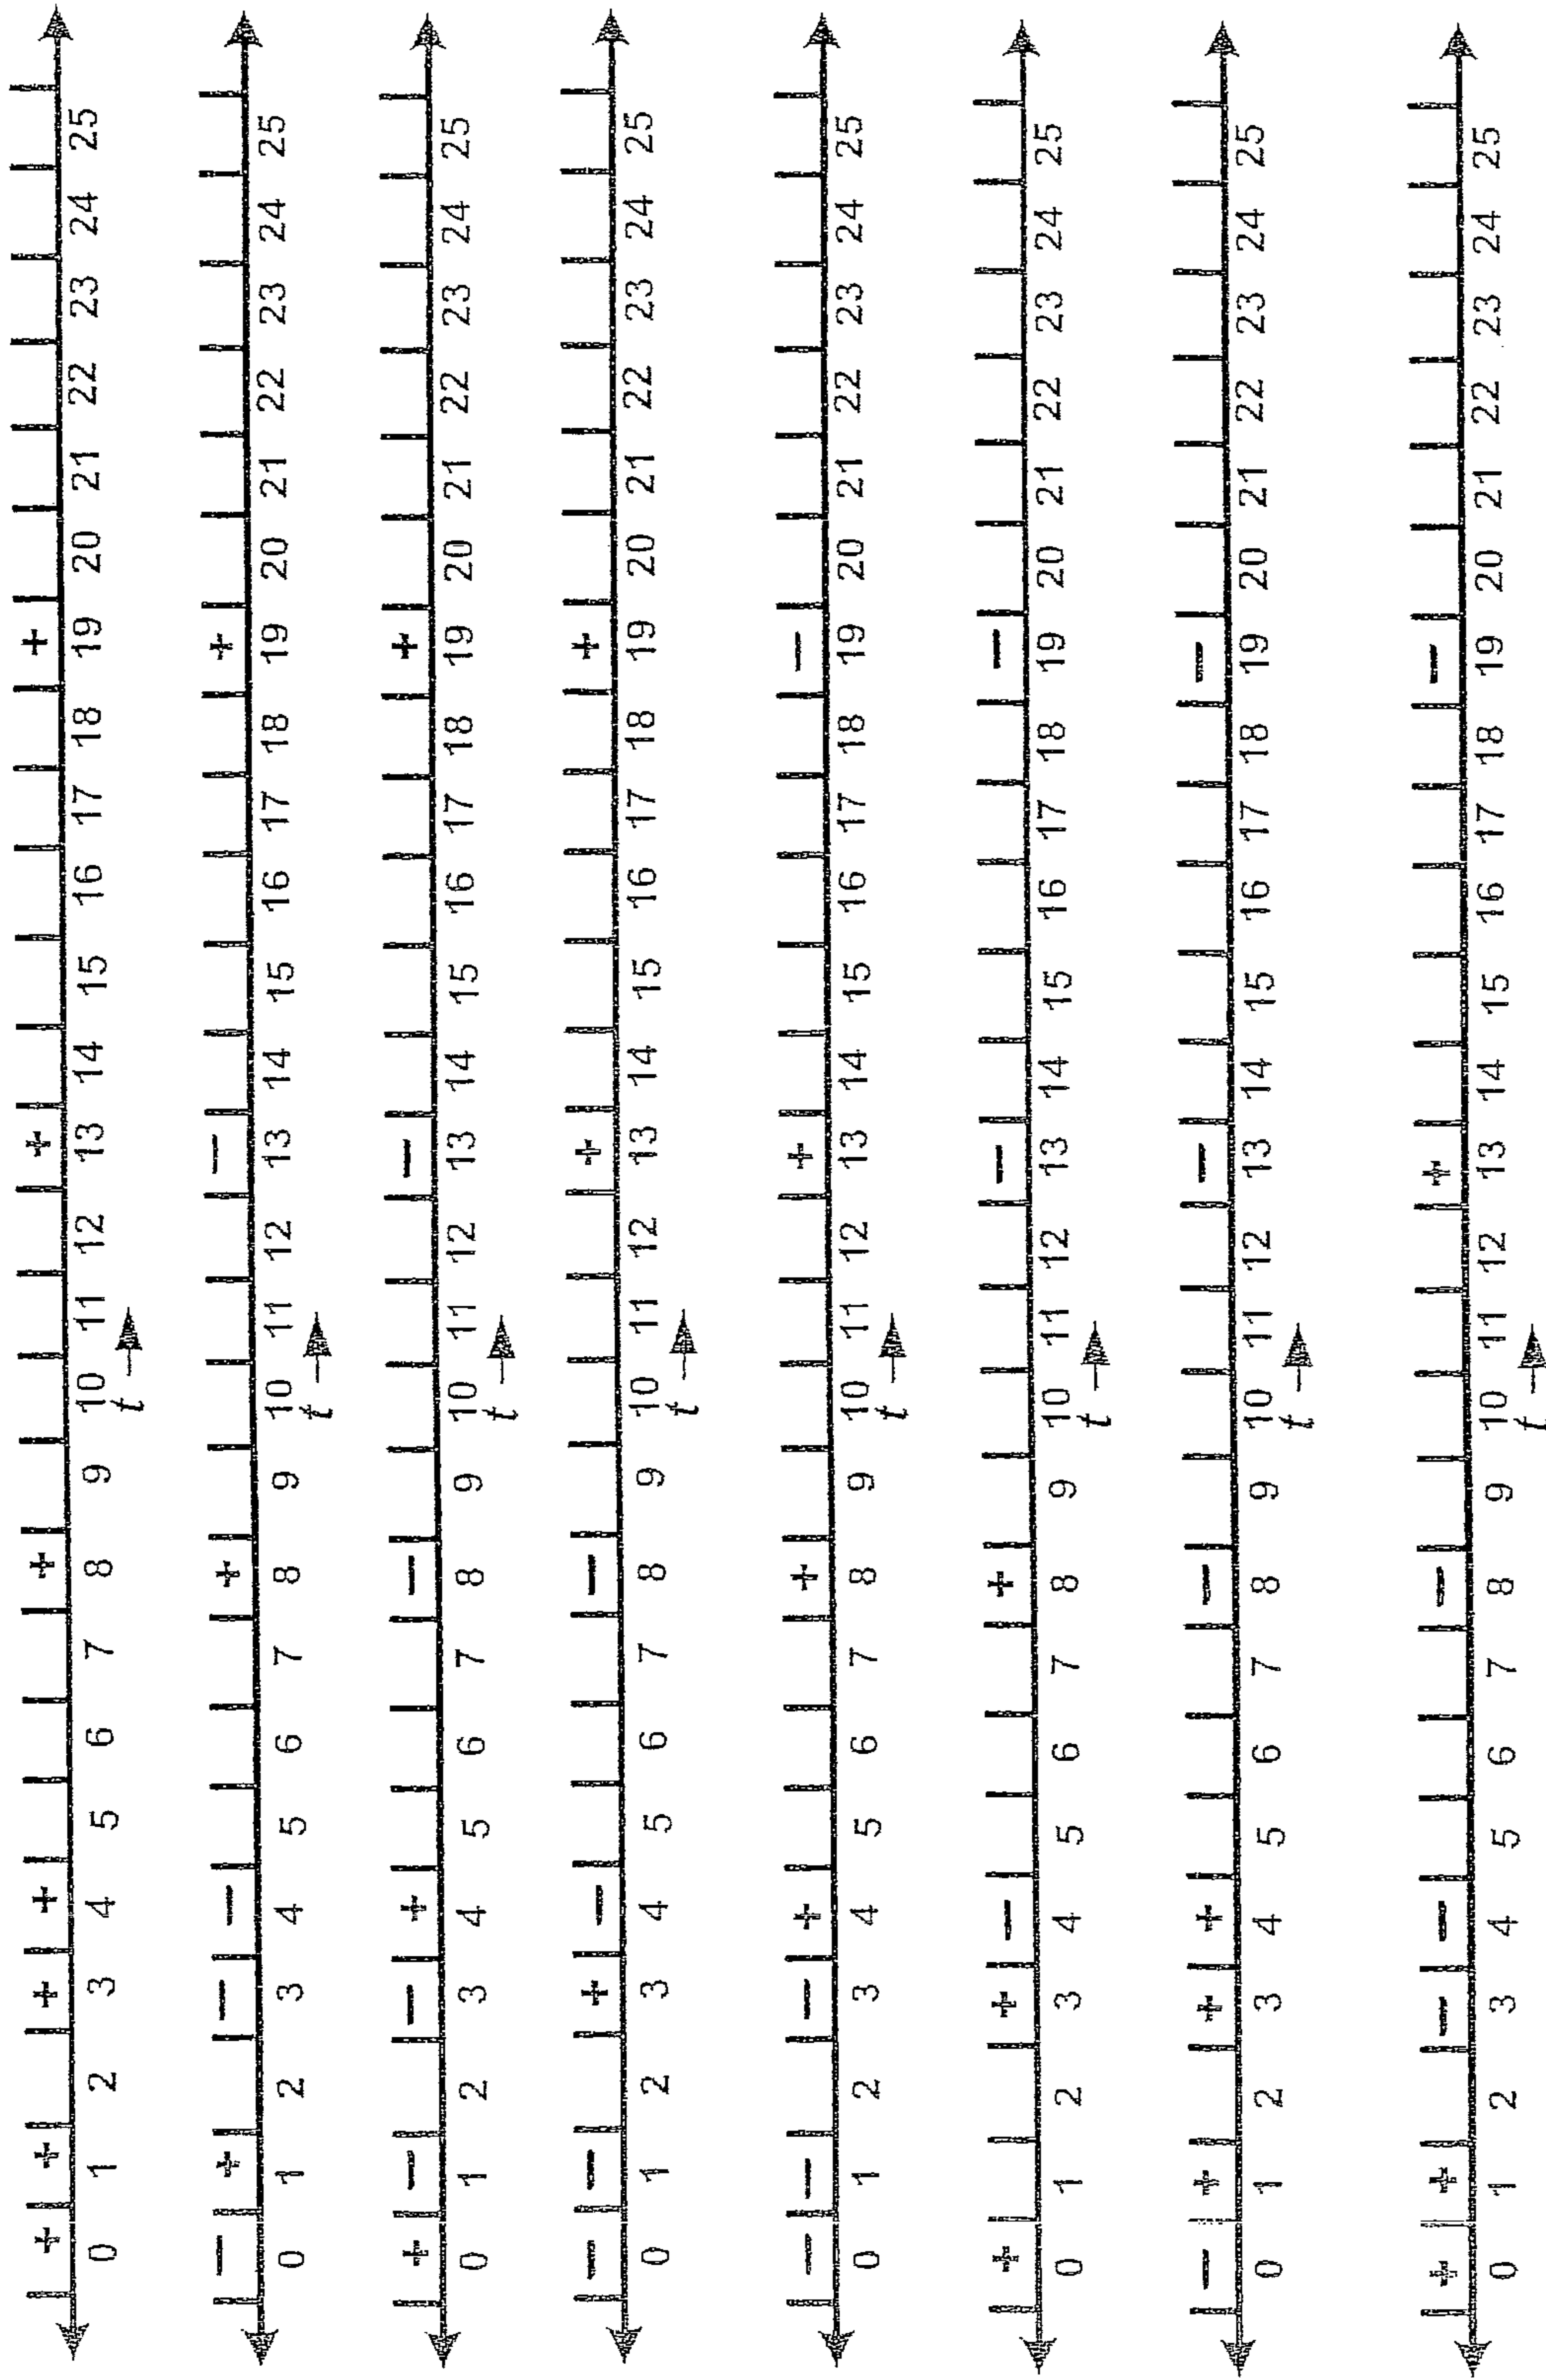 + + + + + + +
0 1 2 3 4 5 6 7 8 9 10 11 12 13 14 15 16 17 18 19 20 21 22 23 24 25
t
− + − − + − +
0 1 2 3 4 5 6 7 8 9 10 11 12 13 14 15 16 17 18 19 20 21 22 23 24 25
t
+ − − + − − +
0 1 2 3 4 5 6 7 8 9 10 11 12 13 14 15 16 17 18 19 20 21 22 23 24 25
t
− − + − − + +
0 1 2 3 4 5 6 7 8 9 10 11 12 13 14 15 16 17 18 19 20 21 22 23 24 25
t
− − − + + + −
0 1 2 3 4 5 6 7 8 9 10 11 12 13 14 15 16 17 18 19 20 21 22 23 24 25
t
+ + − + − −
0 1 2 3 4 5 6 7 8 9 10 11 12 13 14 15 16 17 18 19 20 21 22 23 24 25
t
− + + + − − −
0 1 2 3 4 5 6 7 8 9 10 11 12 13 14 15 16 17 18 19 20 21 22 23 24 25
t
+ + − − − + −
0 1 2 3 4 5 6 7 8 9 10 11 12 13 14 15 16 17 18 19 20 21 22 23 24 25
t